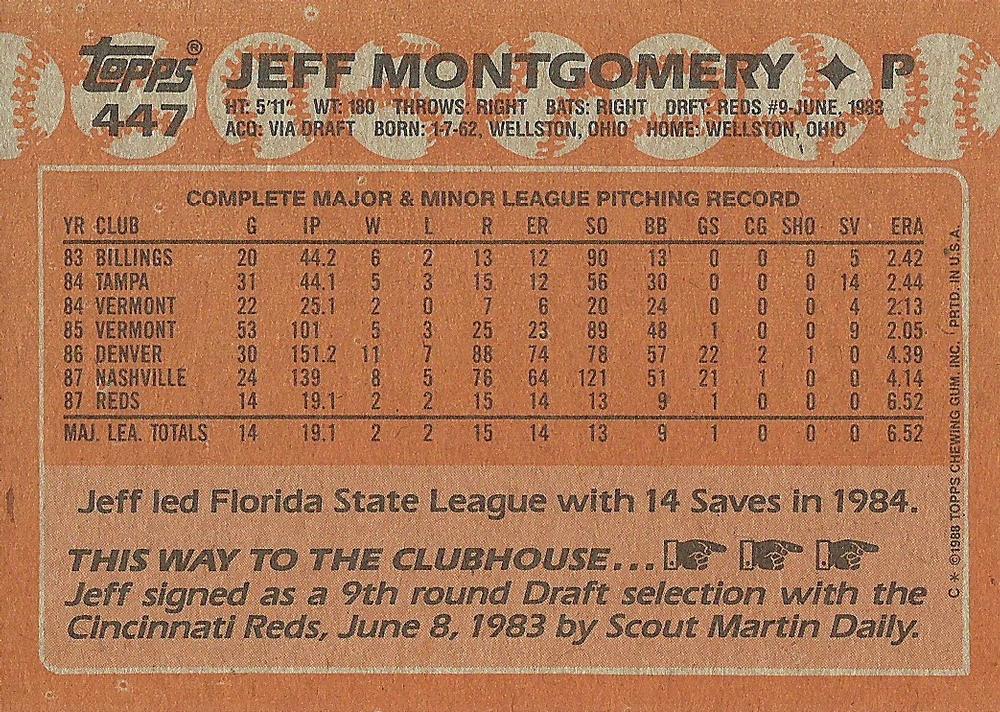 Topps® JEFF MONTGOMERY ✦ P
447
HT: 5'11" WT: 180 THROWS: RIGHT BATS: RIGHT DRFT: REDS #9-JUNE, 1983
ACQ: VIA DRAFT BORN: 1-7-62, WELLSTON, OHIO HOME: WELLSTON, OHIO
COMPLETE MAJOR & MINOR LEAGUE PITCHING RECORD
YR CLUB G IP W L R ER SO BB GS CG SHO SV ERA
83 BILLINGS 20 44.2 6 2 13 12 90 13 0 0 0 5 2.42
84 TAMPA 31 44.1 5 3 15 12 56 30 0 0 0 14 2.44
84 VERMONT 22 25.1 2 0 7 6 20 24 0 0 0 4 2.13
85 VERMONT 53 101 5 3 25 23 89 48 1 0 0 9 2.05
86 DENVER 30 151.2 11 7 88 74 78 57 22 2 1 0 4.39
87 NASHVILLE 24 139 8 5 76 64 121 51 21 1 0 0 4.14
87 REDS 14 19.1 2 2 15 14 13 9 1 0 0 0 6.52
MAJ. LEA. TOTALS 14 19.1 2 2 15 14 13 9 1 0 0 0 6.52
Jeff led Florida State League with 14 Saves in 1984.
THIS WAY TO THE CLUBHOUSE...
Jeff signed as a 9th round Draft selection with the
Cincinnati Reds, June 8, 1983 by Scout Martin Daily.
C * ©1988 TOPPS CHEWING GUM, INC. PRTD. IN U.S.A.